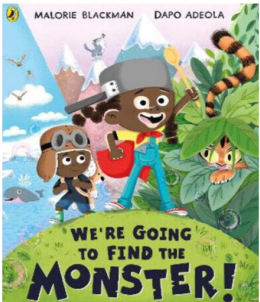 MALORIE BLACKMAN DAPO ADEOLA
WE'RE GOING
TO FIND THE
MONSTER!